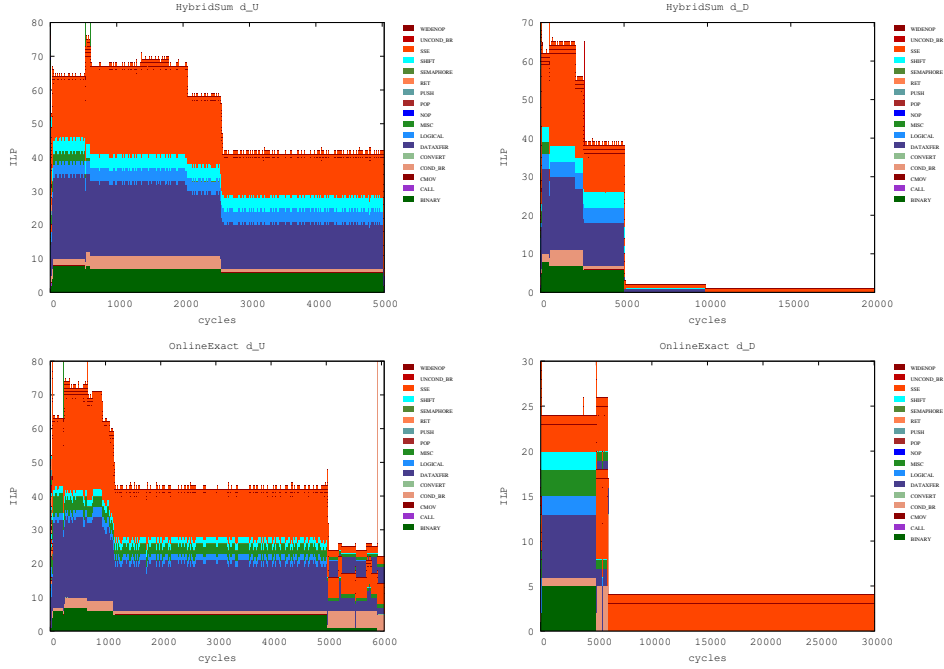 HybridSum d_U
ILP
80
70
60
50
40
30
20
10
0
0 1000 2000 3000 4000 5000
cycles
WIDENOP
UNCOND_BR
SSE
SHIFT
SEMAPHORE
RET
PUSH
POP
NOP
MISC
LOGICAL
DATAXFER
CONVERT
COND_BR
CMOV
CALL
BINARY
HybridSum d_D
ILP
70
60
50
40
30
20
10
0
0 5000 10000 15000 20000
cycles
WIDENOP
UNCOND_BR
SSE
SHIFT
SEMAPHORE
RET
PUSH
POP
NOP
MISC
LOGICAL
DATAXFER
CONVERT
COND_BR
CMOV
CALL
BINARY
OnlineExact d_U
ILP
80
70
60
50
40
30
20
10
0
0 1000 2000 3000 4000 5000 6000
cycles
WIDENOP
UNCOND_BR
SSE
SHIFT
SEMAPHORE
RET
PUSH
POP
MISC
LOGICAL
DATAXFER
CONVERT
COND_BR
CMOV
CALL
BINARY
OnlineExact d_D
ILP
30
25
20
15
10
5
0
0 5000 10000 15000 20000 25000 30000
cycles
WIDENOP
UNCOND_BR
SSE
SHIFT
SEMAPHORE
RET
PUSH
POP
NOP
MISC
LOGICAL
DATAXFER
CONVERT
COND_BR
CMOV
CALL
BINARY